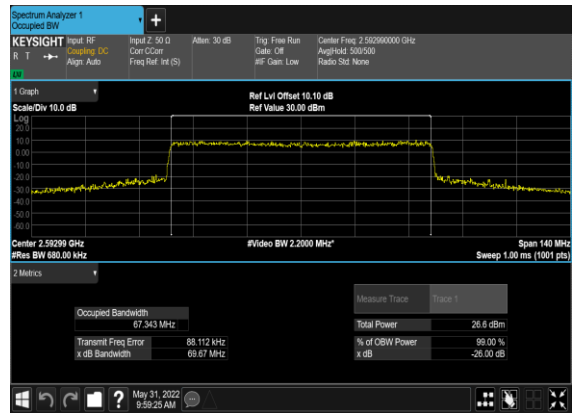 Spectrum Analyzer 1
Occupied BW
+
KEYSIGHT
R T
Input: RF
Coupling: DC
Align: Auto
Input Z: 50 Ω
Corr CCorr
Freq Ref: Int (S)
Atten: 30 dB
Trig: Free Run
Gate: Off
#IF Gain: Low
Center Freq: 2.592990000 GHz
Avg|Hold: 500/500
Radio Std: None
1 Graph
Scale/Div 10.0 dB
Ref Lvl Offset 10.10 dB
Ref Value 30.00 dBm
Log
20.0
10.0
0.00
-10.0
-20.0
-30.0
-40.0
-50.0
-60.0
Center 2.59299 GHz
#Res BW 680.00 kHz
#Video BW 2.2000 MHz*
Span 140 MHz
Sweep 1.00 ms (1001 pts)
2 Metrics
Measure Trace Trace 1
Occupied Bandwidth
67.343 MHz
Total Power 26.6 dBm
Transmit Freq Error 88.112 kHz
% of OBW Power 99.00 %
x dB Bandwidth 69.67 MHz
x dB -26.00 dB
?
May 31, 2022
9:59:25 AM